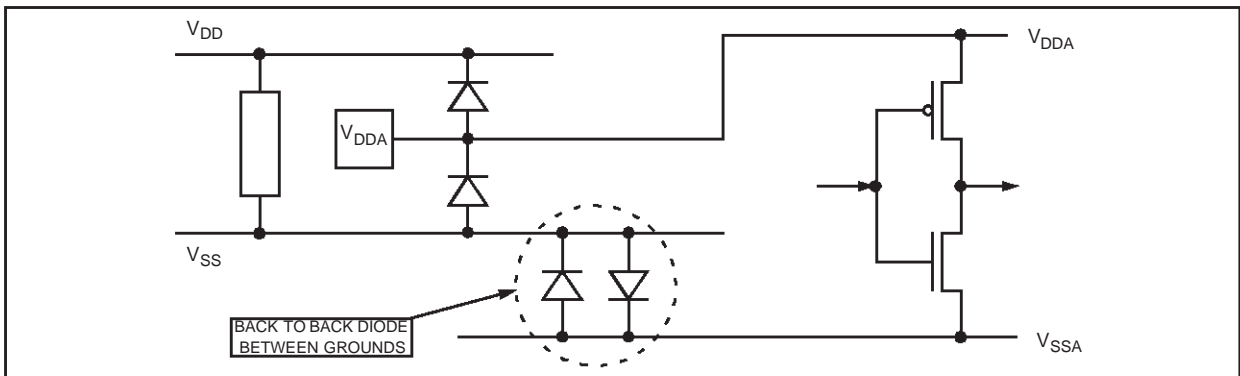 VDD
VDDA
VDDA
VSS
BACK TO BACK DIODE
BETWEEN GROUNDS
VSSA